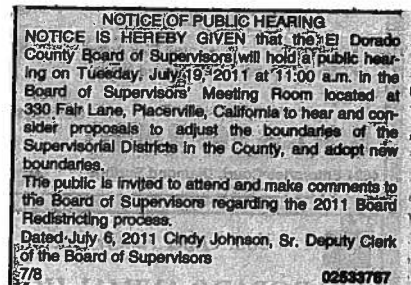 NOTICE OF PUBLIC HEARING
NOTICE IS HEREBY GIVEN that the El Dorado
County Board of Supervisors will hold a public hear-
ing on Tuesday, July 19, 2011 at 11:00 a.m. in the
Board of Supervisors' Meeting Room located at
330 Fair Lane, Placerville, California to hear and con-
sider proposals to adjust the boundaries of the
Supervisorial Districts in the County, and adopt new
boundaries.
The public is invited to attend and make comments to
the Board of Supervisors regarding the 2011 Board
Redistricting process.
Dated July 6, 2011 Cindy Johnson, Sr. Deputy Clerk
of the Board of Supervisors
7/8 02533767